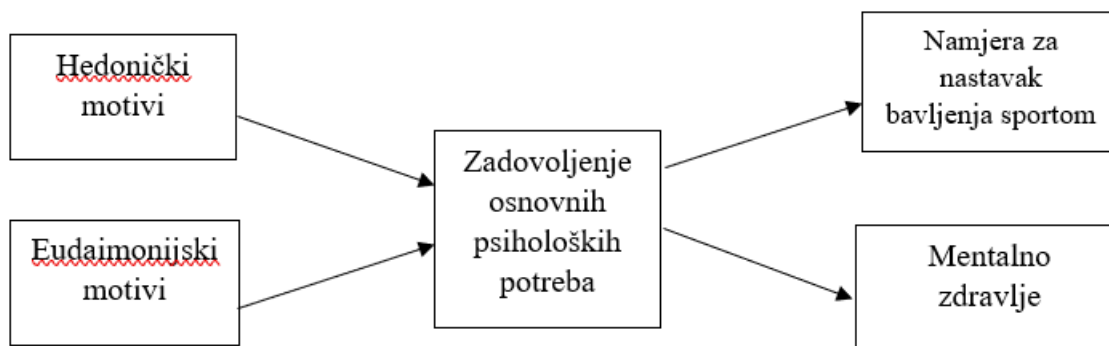 Hedonički
motivi
Eudaimonijski
motivi
Zadovoljenje
osnovnih
psiholoških
potreba
Namjera za
nastavak
bavljenja sportom
Mentalno
zdravlje